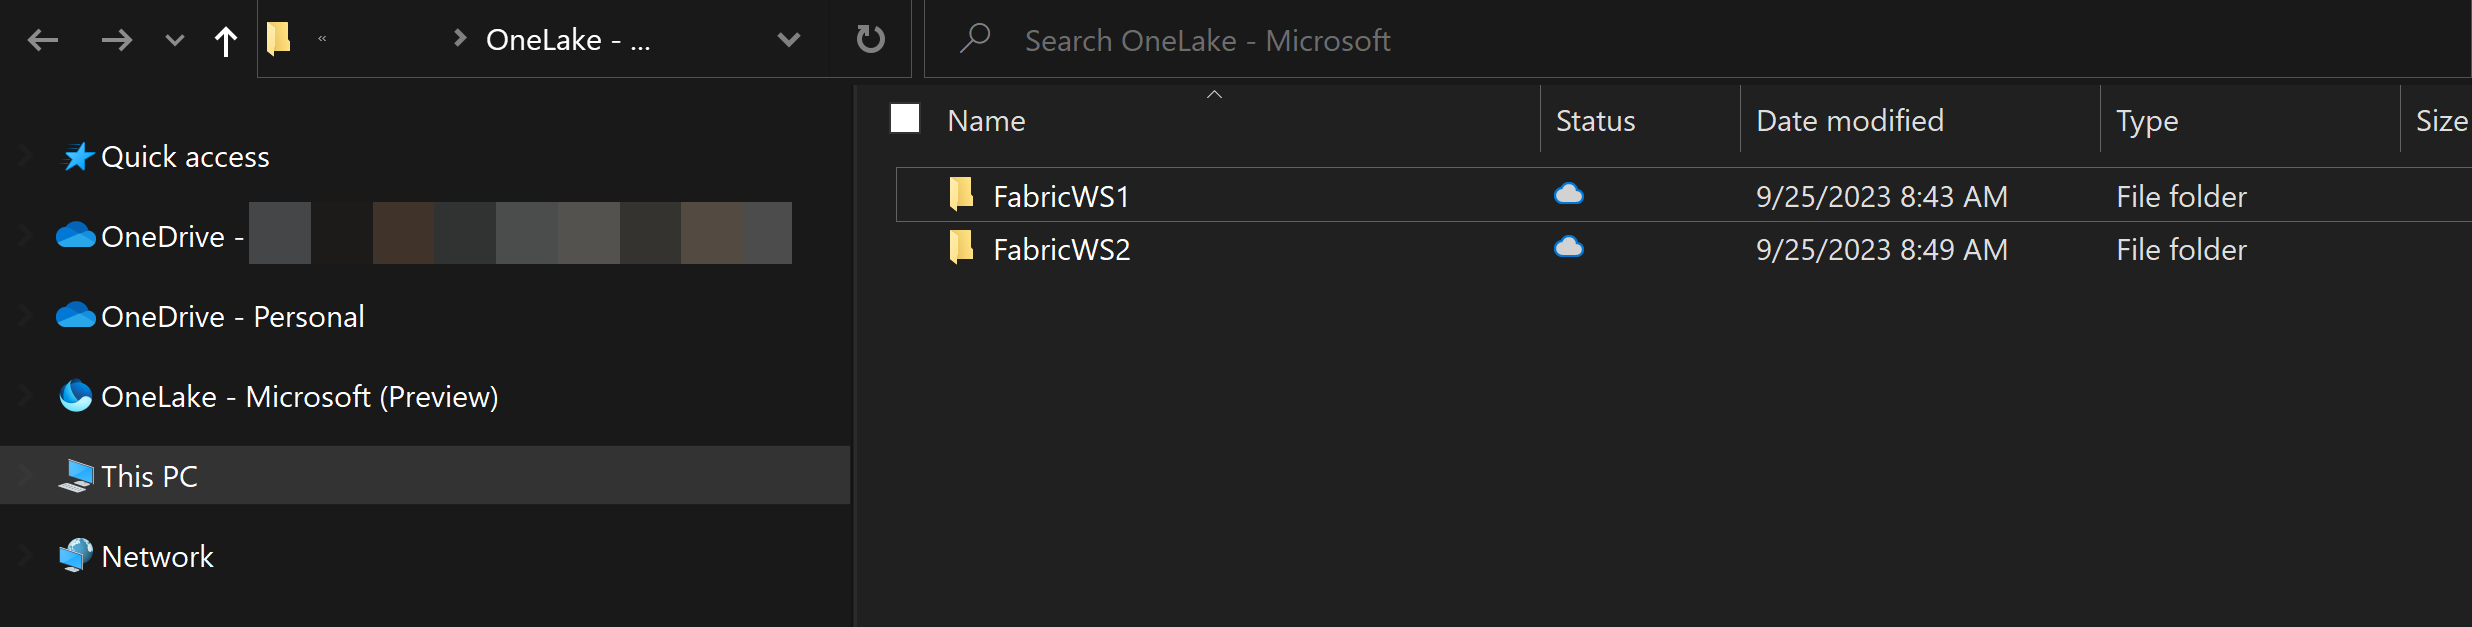 « > OneLake - ...
Search OneLake - Microsoft
Quick access
OneDrive -
OneDrive - Personal
OneLake - Microsoft (Preview)
This PC
Network
Name Status Date modified Type Size
FabricWS1 9/25/2023 8:43 AM File folder
FabricWS2 9/25/2023 8:49 AM File folder